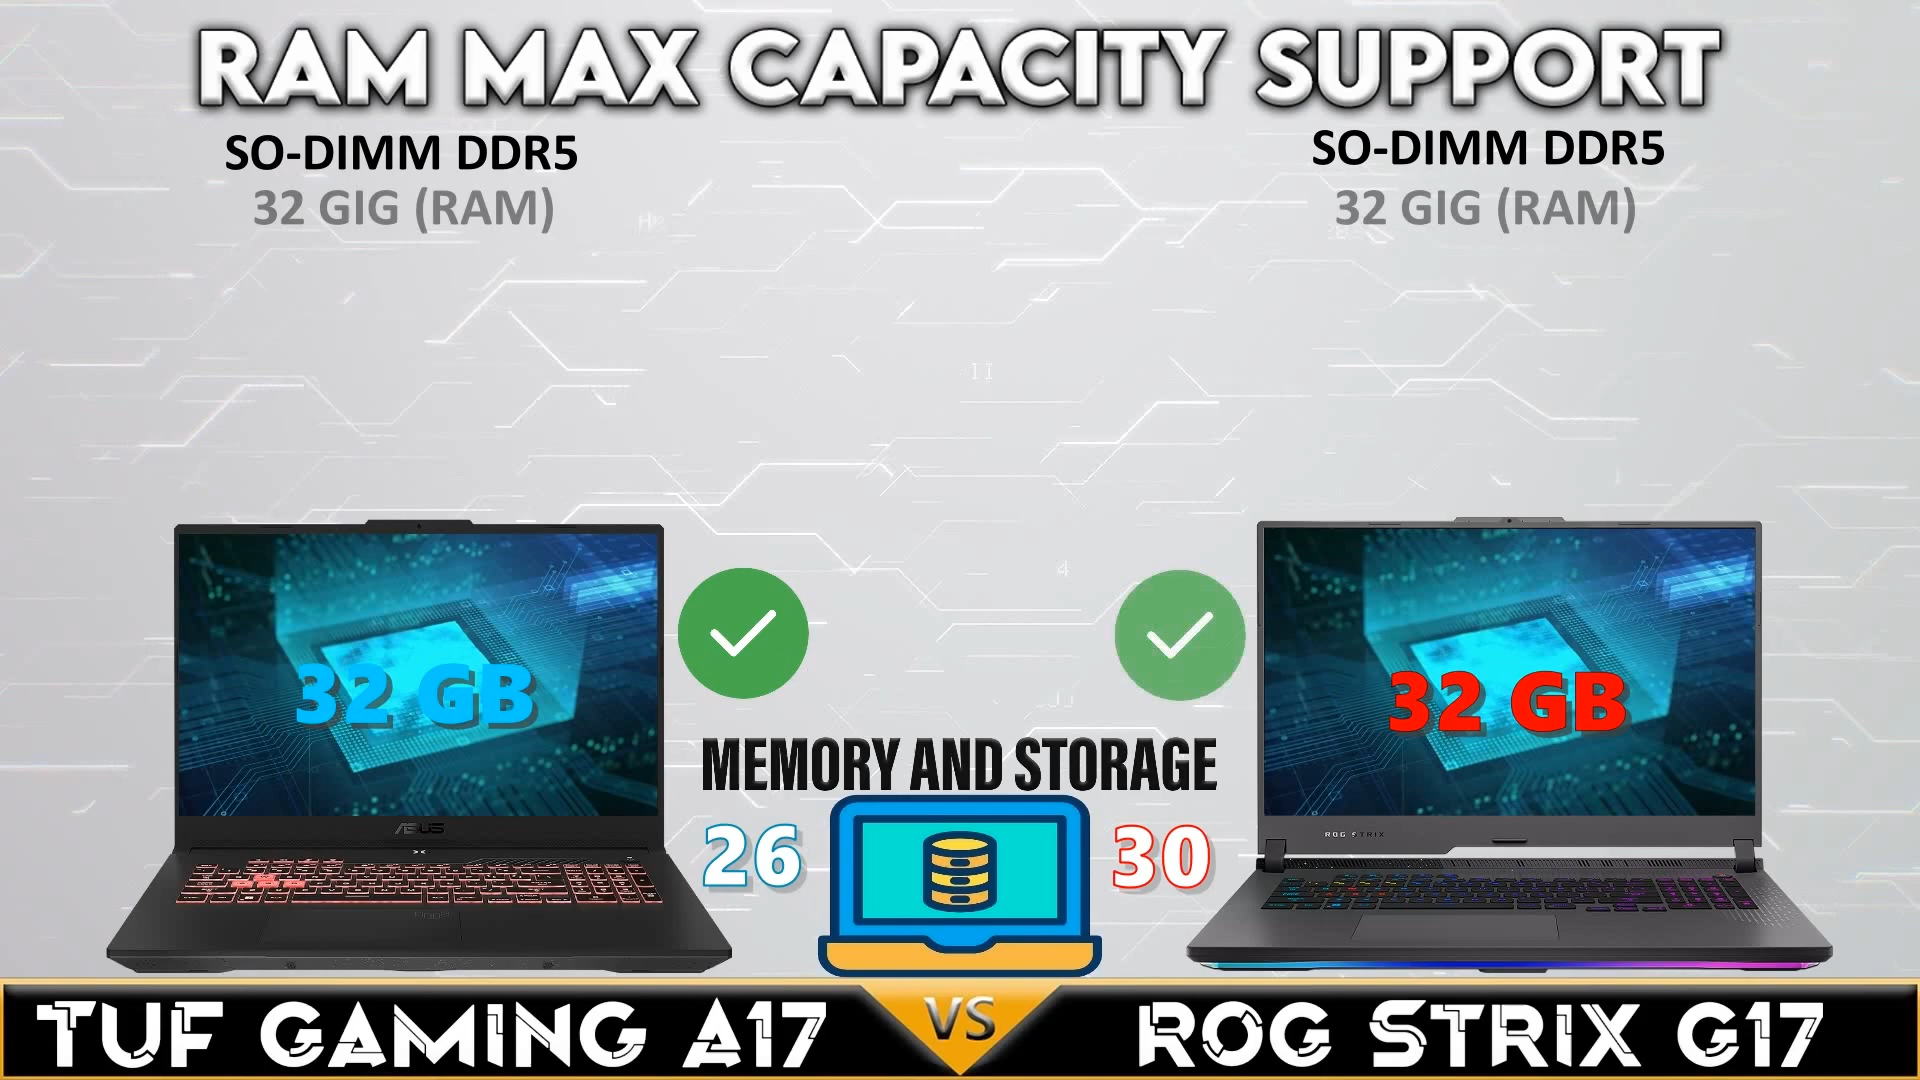 RAM MAX CAPACITY SUPPORT
SO-DIMM DDR5
32 GIG (RAM)
SO-DIMM DDR5
32 GIG (RAM)
32 GB
32 GB
MEMORY AND STORAGE
26
30
ASUS
ROG STRIX
TUF GAMING A17
VS
ROG STRIX G17